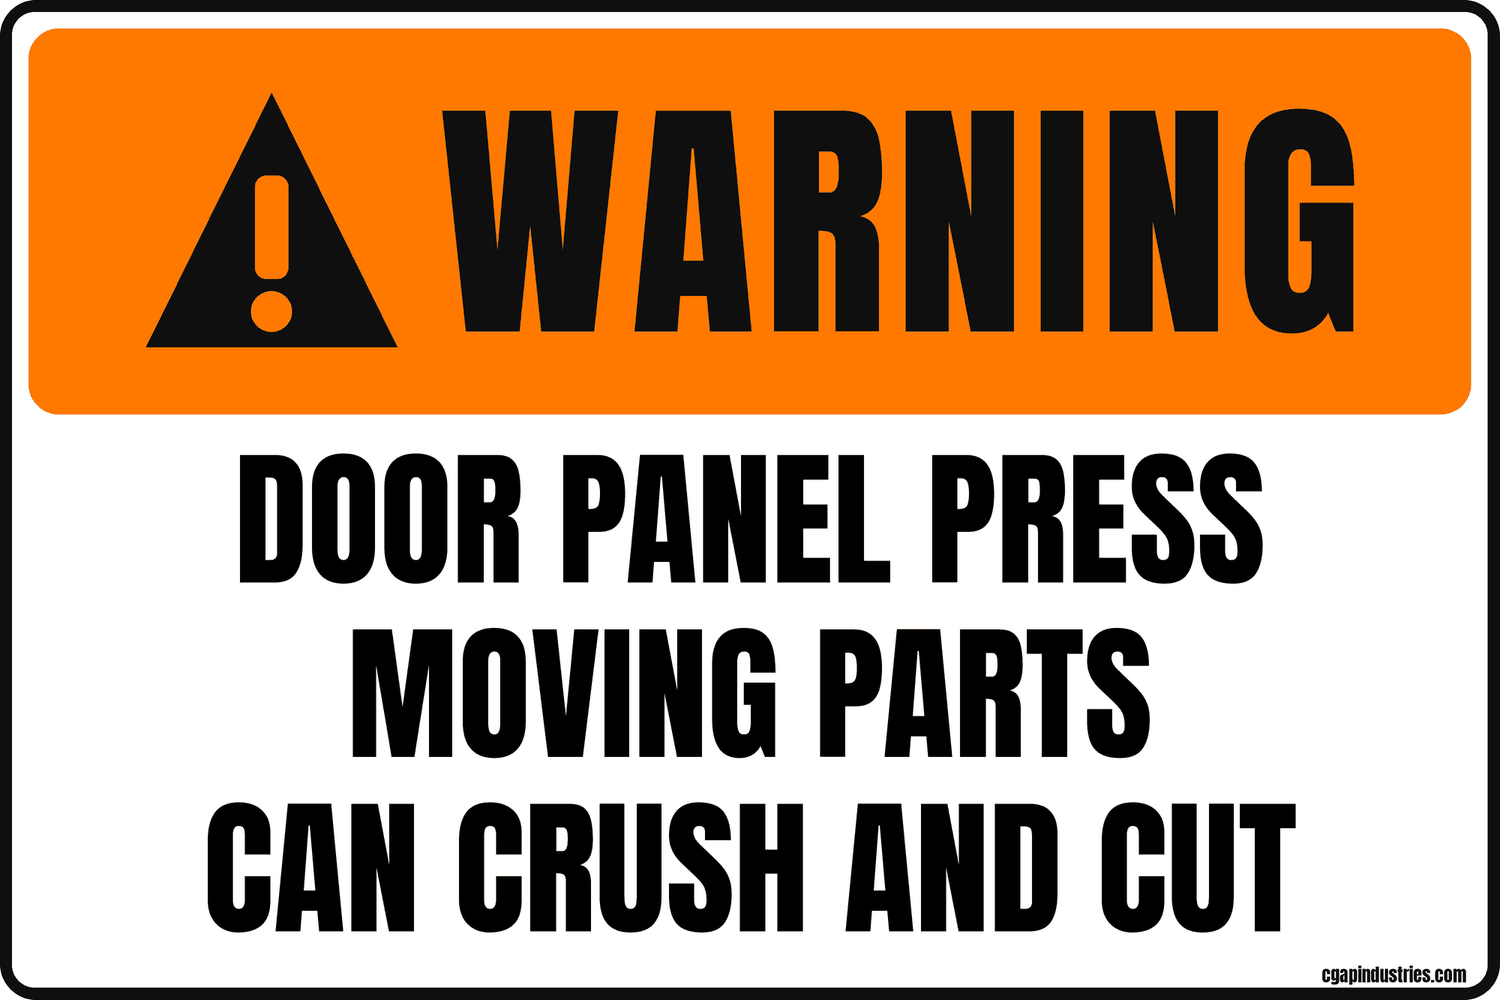 WARNING
DOOR PANEL PRESS
MOVING PARTS
CAN CRUSH AND CUT
cgapindustries.com